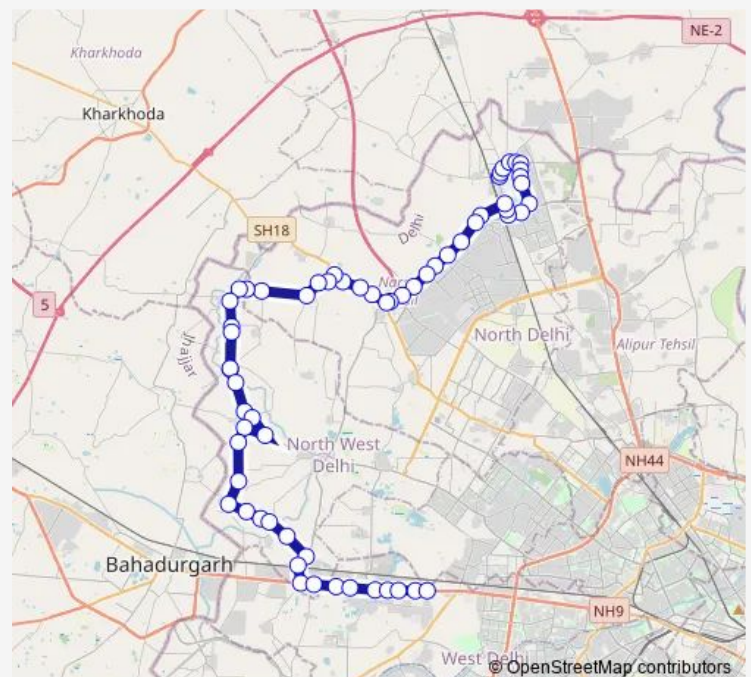 NE-2
Kharkhoda
Kharkhoda
SH18
Delhi
5
Jhajjar
North Delhi
Alipur Tehsil
North West
Delhi
NH44
Bahadurgarh
NH9
West Delhi
© OpenStreetMap contributors